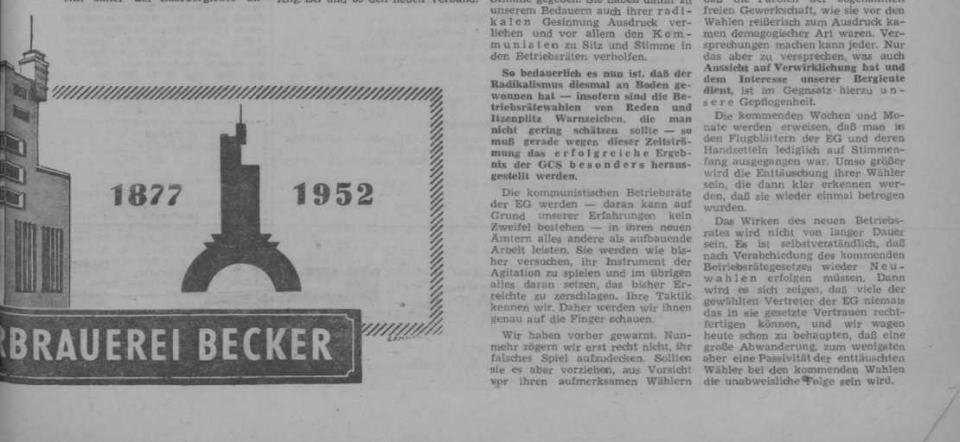 1877 1952
RBRAUEREI BECKER
unserem Bedauern auch ihrer radi-
kalen Gesinnung Ausdruck ver-
liehen und vor allem den Kom-
munisten zu Sitz und Stimme in
den Betriebsräten verholfen.
So bedauerlich es nun ist, daß der
Radikalismus diesmal an Boden ge-
wonnen hat — insofern sind die Be-
triebsrätewahlen von Reden und
Itzenplitz Warnzeichen, die man
nicht gering schätzen sollte — so
muß gerade wegen dieser Zeitströ-
mung das erfolgreiche Ergeb-
nis der GCS besonders heraus-
gestellt werden.
Die kommunistischen Betriebsräte
der EG werden — daran kann auf
Grund unserer Erfahrungen kein
Zweifel bestehen — in ihren neuen
Ämtern alles andere als aufbauende
Arbeit leisten. Sie werden wie bis-
her versuchen, ihr Instrument der
Agitation zu spielen und im übrigen
alles daran setzen, das bisher Er-
reichte zu zerschlagen. Ihre Taktik
kennen wir. Daher werden wir ihnen
genau auf die Finger schauen.
Wir haben vorher gewarnt. Nun-
mehr zögern wir erst recht nicht, ihr
falsches Spiel aufzudecken. Sollten
sie es aber vorziehen, aus Vorsicht
vor ihren aufmerksamen Wählern
freien Gewerkschaft, wie sie vor den
Wahlen reißerisch zum Ausdruck ka-
men demagogischer Art waren. Ver-
sprechungen machen kann jeder. Nur
das aber zu versprechen, was auch
Aussicht auf Verwirklichung hat und
dem Interesse unserer Bergleute
dient, ist im Gegnsatz hierzu un-
sere Gepflogenheit.
Die kommenden Wochen und Mo-
nate werden erweisen, daß man in
den Flugblättern der EG und deren
Handzetteln lediglich auf Stimmen-
fang ausgegangen war. Umso größer
wird die Enttäuschung ihrer Wähler
sein, die dann klar erkennen wer-
den, daß sie wieder einmal betrogen
wurden.
Das Wirken des neuen Betriebs-
rates wird nicht von langer Dauer
sein. Es ist selbstverständlich, daß
nach Verabschiedung des kommenden
Betriebsrätegesetzes wieder Neu-
wahlen erfolgen müssen. Dann
wird es sich zeigen, daß viele der
gewählten Vertreter der EG niemals
das in sie gesetzte Vertrauen recht-
fertigen können, und wir wagen
heute schon zu behaupten, daß eine
große Abwanderung, zum wenigsten
aber eine Passivität der enttäuschten
Wähler bei den kommenden Wahlen
die unabweisliche Folge sein wird.